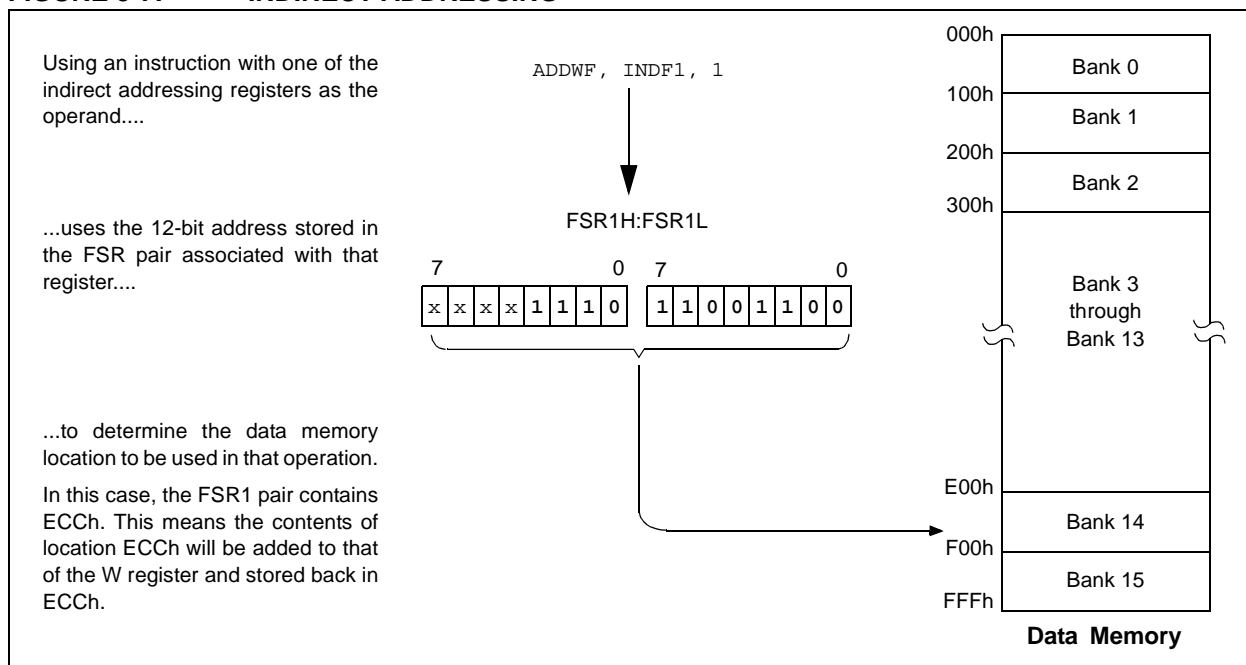 Using an instruction with one of the
indirect addressing registers as the
operand....
ADDWF, INDF1, 1
...uses the 12-bit address stored in
the FSR pair associated with that
register....
FSR1H:FSR1L
7 0 7 0
x x x x 1 1 1 0 1 1 0 0 1 1 0 0
...to determine the data memory
location to be used in that operation.
In this case, the FSR1 pair contains
ECCh. This means the contents of
location ECCh will be added to that
of the W register and stored back in
ECCh.
000h
Bank 0
100h
Bank 1
200h
Bank 2
300h
Bank 3
through
Bank 13
E00h
Bank 14
F00h
Bank 15
FFFh
Data Memory